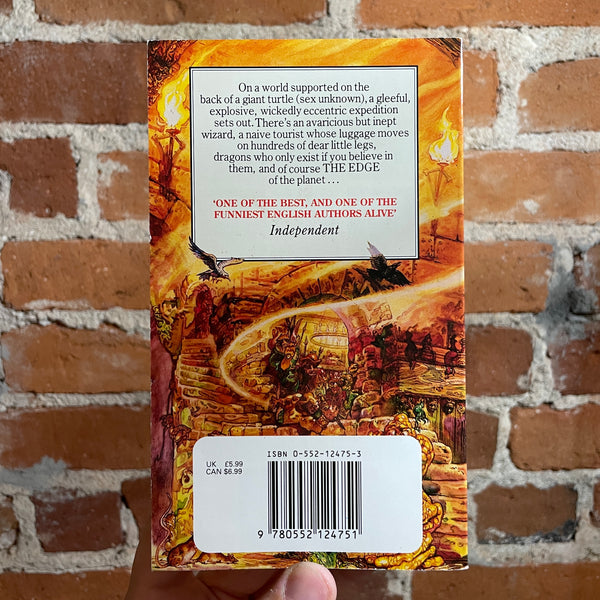 On a world supported on the
back of a giant turtle (sex unknown), a gleeful,
explosive, wickedly eccentric expedition
sets out. There's an avaricious but inept
wizard, a naive tourist whose luggage moves
on hundreds of dear little legs,
dragons who only exist if you believe in
them, and of course THE EDGE
of the planet . . .
'ONE OF THE BEST, AND ONE OF THE
FUNNIEST ENGLISH AUTHORS ALIVE'
Independent
ISBN 0-552-12475-3
UK £5.99
CAN $6.99
9 780552 124751